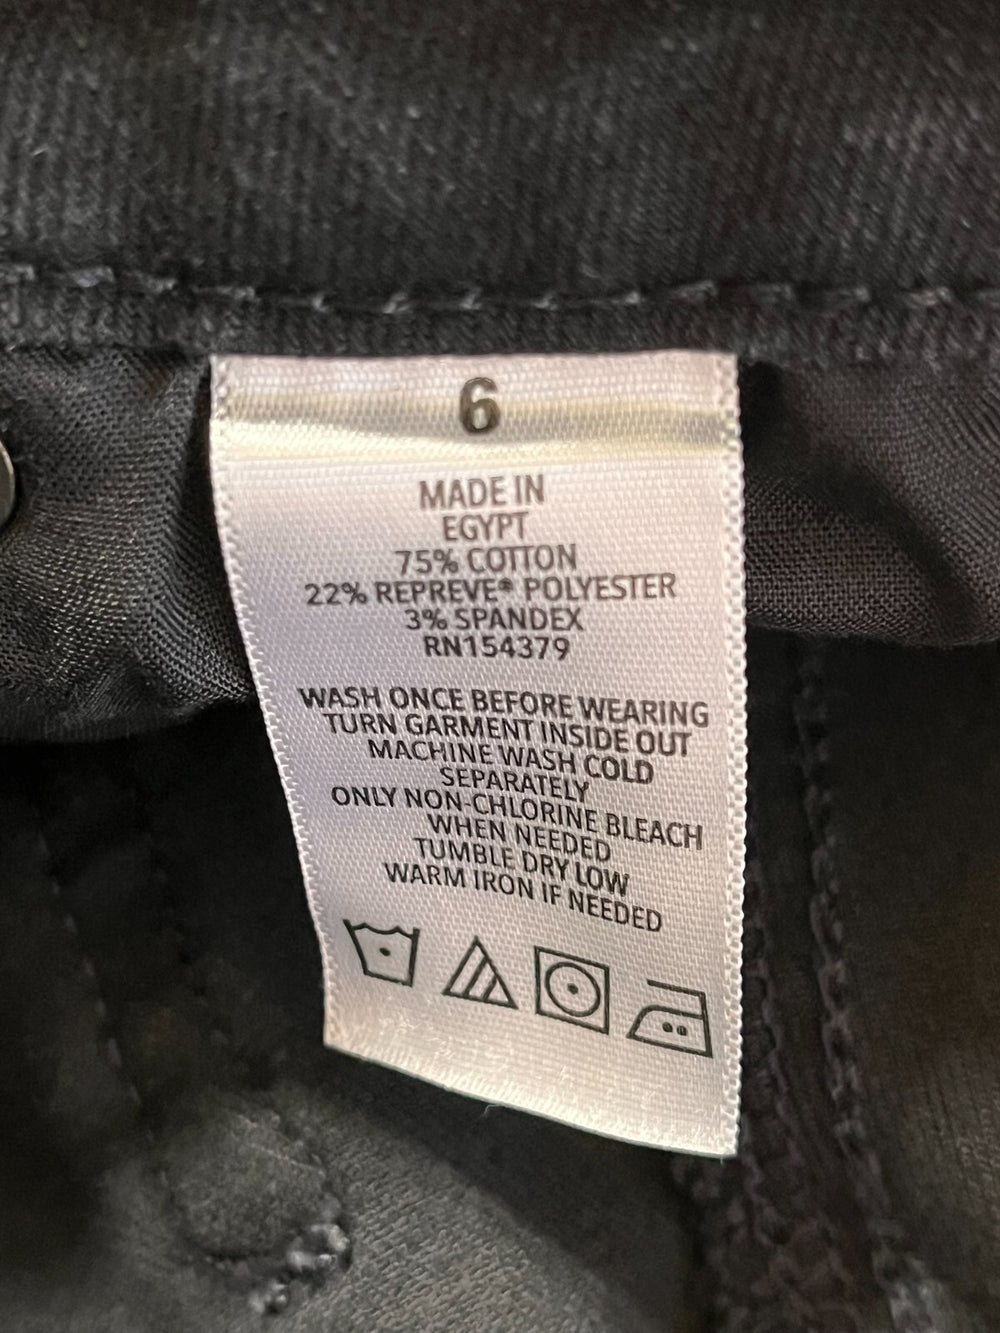 6
MADE IN
EGYPT
75% COTTON
22% REPREVE® POLYESTER
3% SPANDEX
RN154379
WASH ONCE BEFORE WEARING
TURN GARMENT INSIDE OUT
MACHINE WASH COLD
SEPARATELY
ONLY NON-CHLORINE BLEACH
WHEN NEEDED
TUMBLE DRY LOW
WARM IRON IF NEEDED